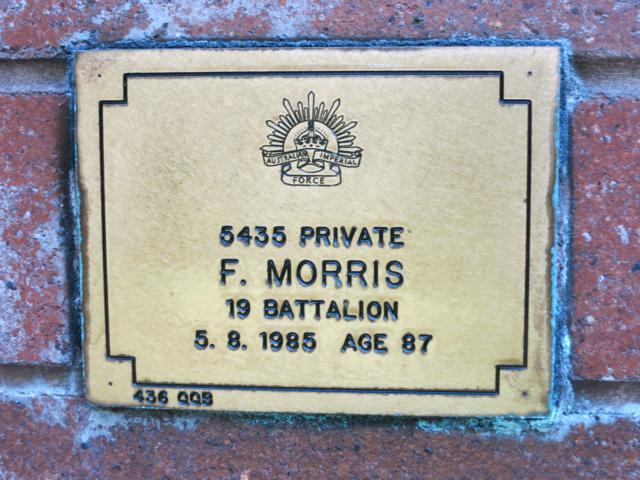 AUSTRALIAN IMPERIAL
FORCE
5435 PRIVATE
F. MORRIS
19 BATTALION
5. 8. 1985 AGE 87
436 QQB